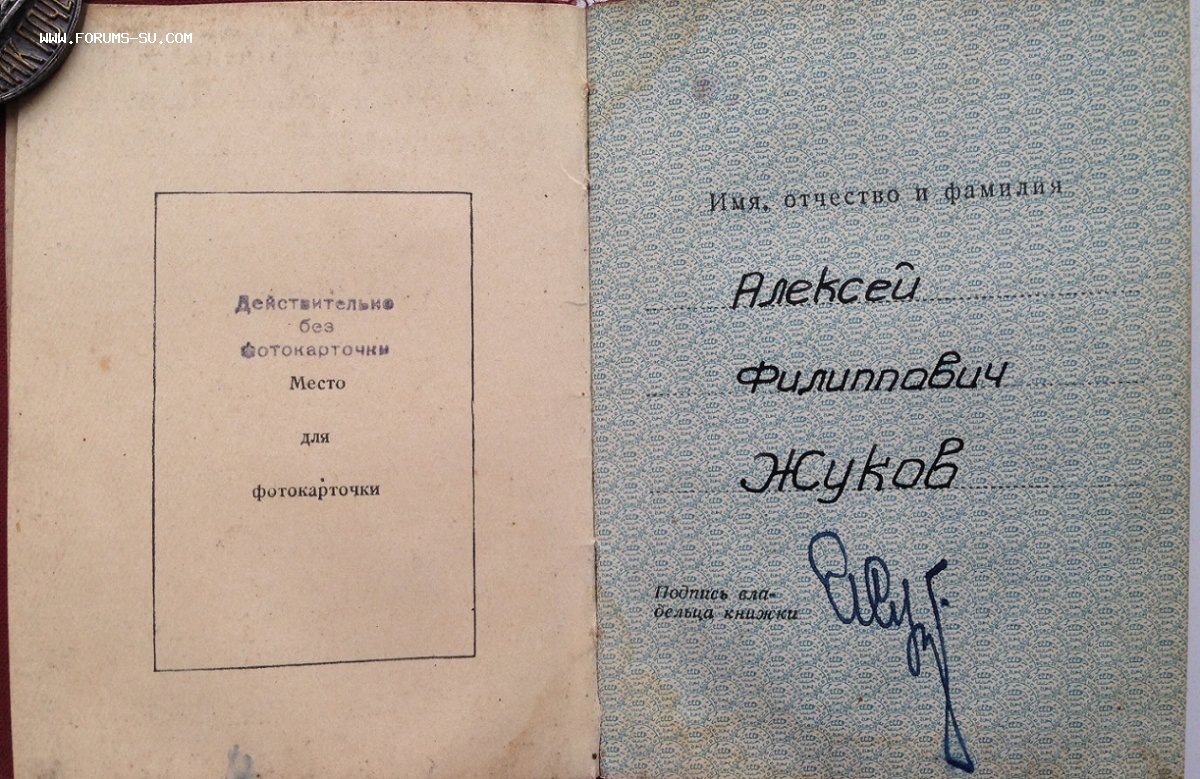 WWW.FORUMS-SU.COM
Действительно
без
фотокарточки
Место
для
фотокарточки
Имя, отчество и фамилия
Алексей
Филиппович
Жуков
Подпись вла-
дельца книжки